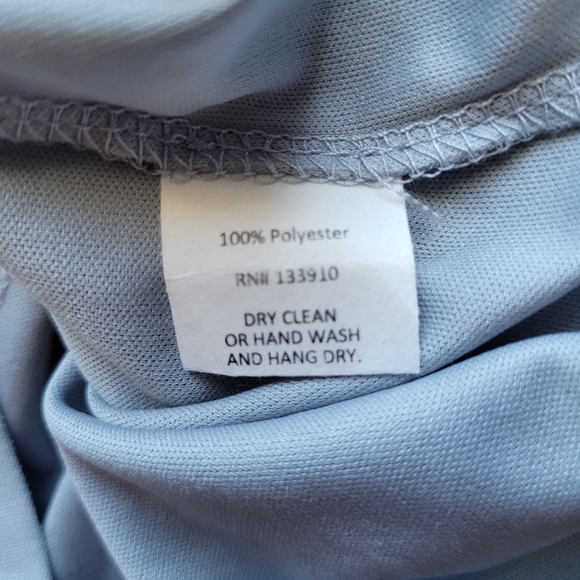 100% Polyester
RN# 133910
DRY CLEAN
OR HAND WASH
AND HANG DRY.